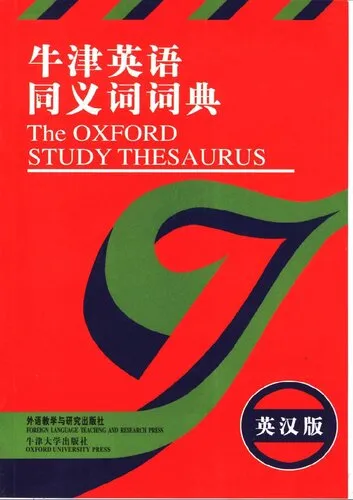 牛津英语
同义词词典
The OXFORD
STUDY THESAURUS
外语教学与研究出版社
FOREIGN LANGUAGE TEACHING AND RESEARCH PRESS
牛津大学出版社
OXFORD UNIVERSITY PRESS
英汉版